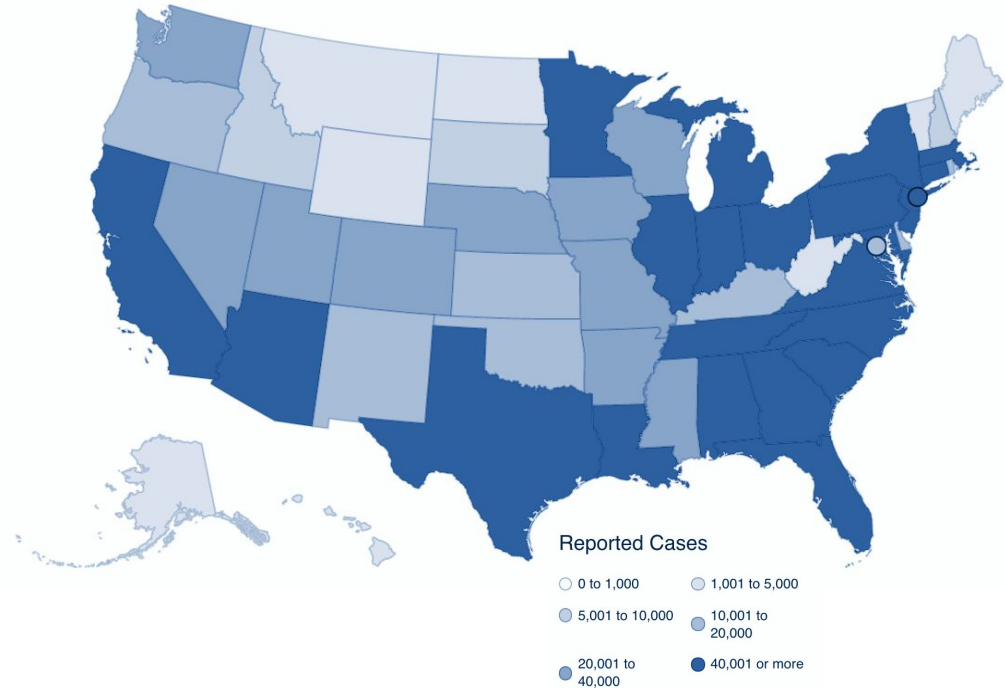 Reported Cases
0 to 1,000
1,001 to 5,000
5,001 to 10,000
10,001 to
20,000
20,001 to
40,000
40,001 or more